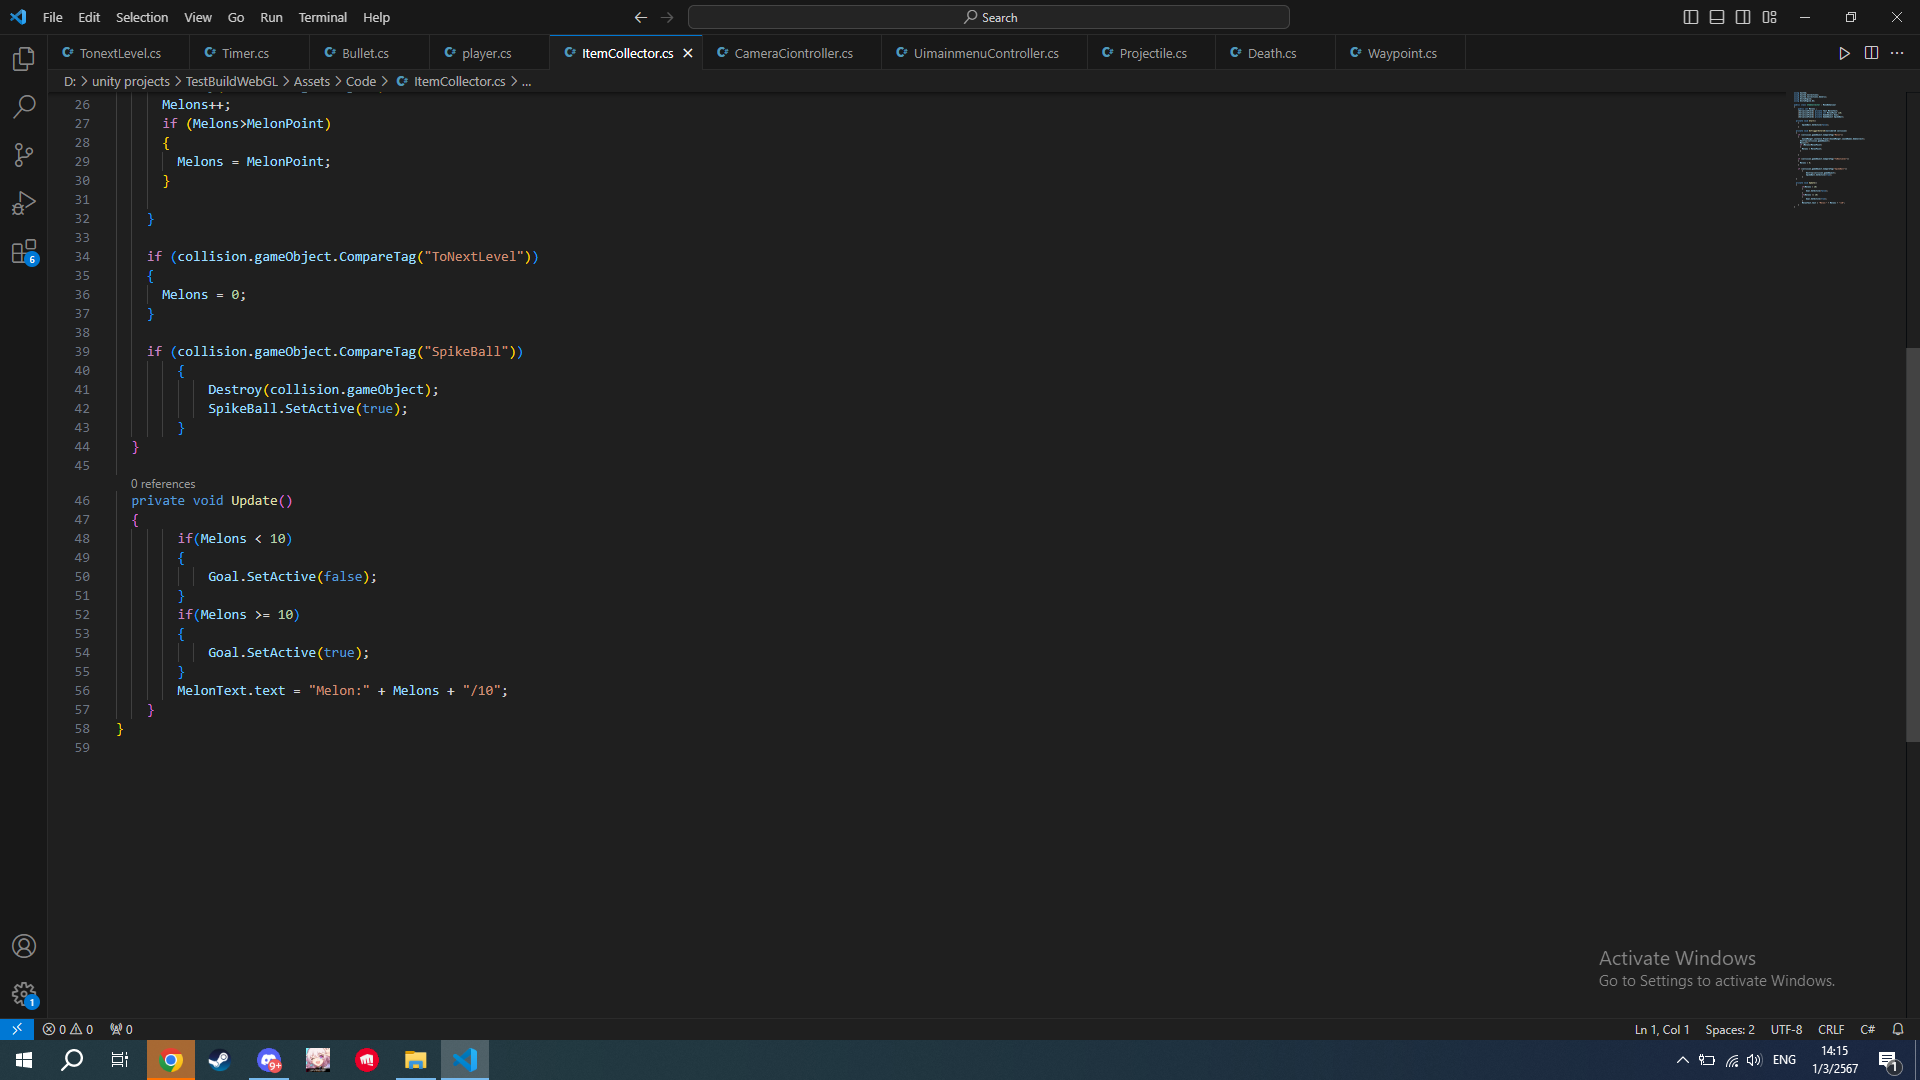 File Edit Selection View Go Run Terminal Help Search
TonextLevel.cs Timer.cs Bullet.cs player.cs ItemCollector.cs CameraCiontroller.cs UimainmenuController.cs Projectile.cs Death.cs Waypoint.cs
D: > unity projects > TestBuildWebGL > Assets > Code > ItemCollector.cs > ...
26 Melons++;
27 if (Melons>MelonPoint)
28 {
29 Melons = MelonPoint;
30 }
31
32 }
33
34 if (collision.gameObject.CompareTag("ToNextLevel"))
35 {
36 Melons = 0;
37 }
38
39 if (collision.gameObject.CompareTag("SpikeBall"))
40 {
41 Destroy(collision.gameObject);
42 SpikeBall.SetActive(true);
43 }
44 }
45
0 references
46 private void Update()
47 {
48 if(Melons < 10)
49 {
50 Goal.SetActive(false);
51 }
52 if(Melons >= 10)
53 {
54 Goal.SetActive(true);
55 }
56 MelonText.text = "Melon:" + Melons + "/10";
57 }
58 }
59
6
1
Activate Windows
Go to Settings to activate Windows.
0 0 0 Ln 1, Col 1 Spaces: 2 UTF-8 CRLF C#
9+ ENG 14:15 1
1/3/2567